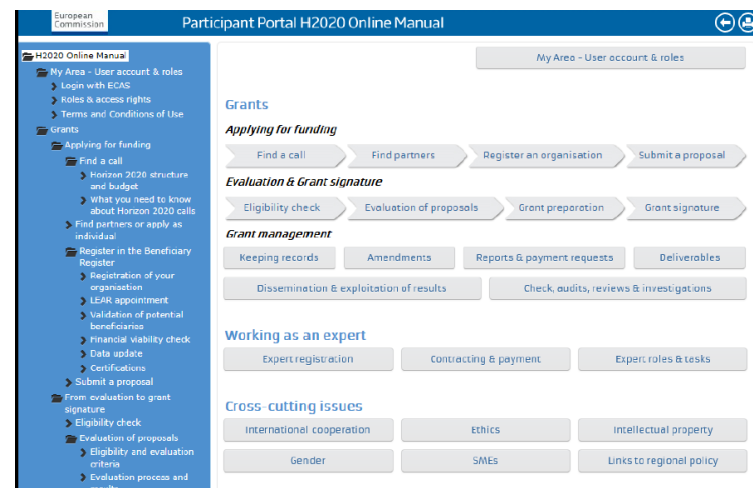 European
Commission
Participant Portal H2020 Online Manual
H2020 Online Manual
My Area - User account & roles
Login with ECAS
Roles & access rights
Terms and Conditions of Use
Grants
Applying for funding
Find a call
Horizon 2020 structure
and budget
What you need to know
about Horizon 2020 calls
Find partners or apply as
individual
Register in the Beneficiary
Register
Registration of your
organisation
LEAR appointment
Validation of potential
beneficiaries
Financial viability check
Data update
Certifications
Submit a proposal
From evaluation to grant
signature
Eligibility check
Evaluation of proposals
Eligibility and evaluation
criteria
Evaluation process and
results
My Area - User account & roles
Grants
Applying for funding
Find a call
Find partners
Register an organisation
Submit a proposal
Evaluation & Grant signature
Eligibility check
Evaluation of proposals
Grant preparation
Grant signature
Grant management
Keeping records
Amendments
Reports & payment requests
Deliverables
Dissemination & exploitation of results
Check, audits, reviews & investigations
Working as an expert
Expert registration
Contracting & payment
Expert roles & tasks
Cross-cutting issues
International cooperation
Ethics
Intellectual property
Gender
SMEs
Links to regional policy